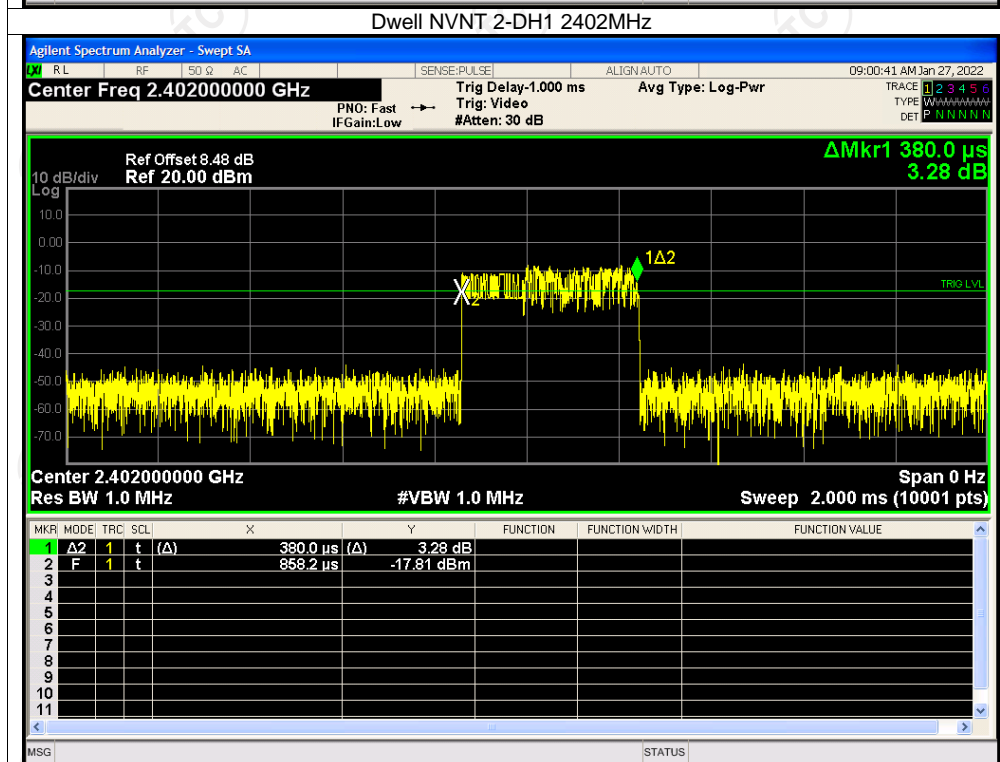 Dwell NVNT 2-DH1 2402MHz
Agilent Spectrum Analyzer - Swept SA
LXI RL RF 50 Ω AC SENSE:PULSE ALIGN AUTO 09:00:41 AM Jan 27, 2022
Center Freq 2.402000000 GHz Trig Delay-1.000 ms Avg Type: Log-Pwr TRACE 1 2 3 4 5 6
PNO: Fast Trig: Video TYPE WWWWWWWW
IFGain:Low #Atten: 30 dB DET P N N N N N
ΔMkr1 380.0 µs
3.28 dB
Ref Offset 8.48 dB
10 dB/div Ref 20.00 dBm
Log
10.0
0.00
1Δ2
-10.0
TRIG LVL
-20.0
2
-30.0
-40.0
-50.0
-60.0
-70.0
Center 2.402000000 GHz Span 0 Hz
Res BW 1.0 MHz #VBW 1.0 MHz Sweep 2.000 ms (10001 pts)
MKR MODE TRC SCL X Y FUNCTION FUNCTION WIDTH FUNCTION VALUE
1 Δ2 1 t (Δ) 380.0 µs (Δ) 3.28 dB
2 F 1 t 858.2 µs -17.81 dBm
3
4
5
6
7
8
9
10
11
MSG STATUS